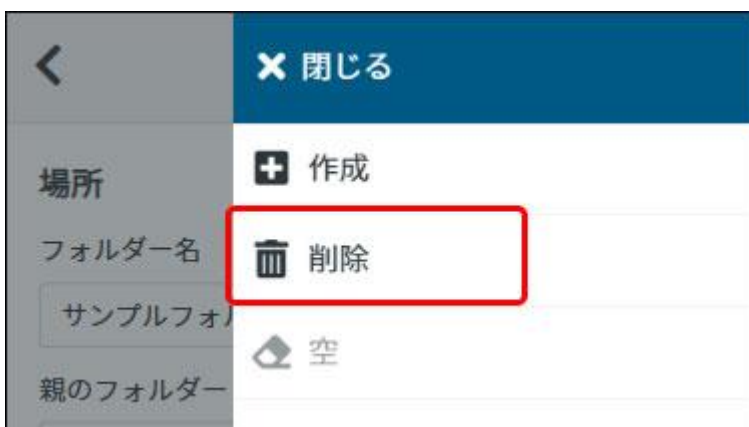 閉じる
作成
場所
フォルダー名
削除
サンプルフォル
空
親のフォルダー